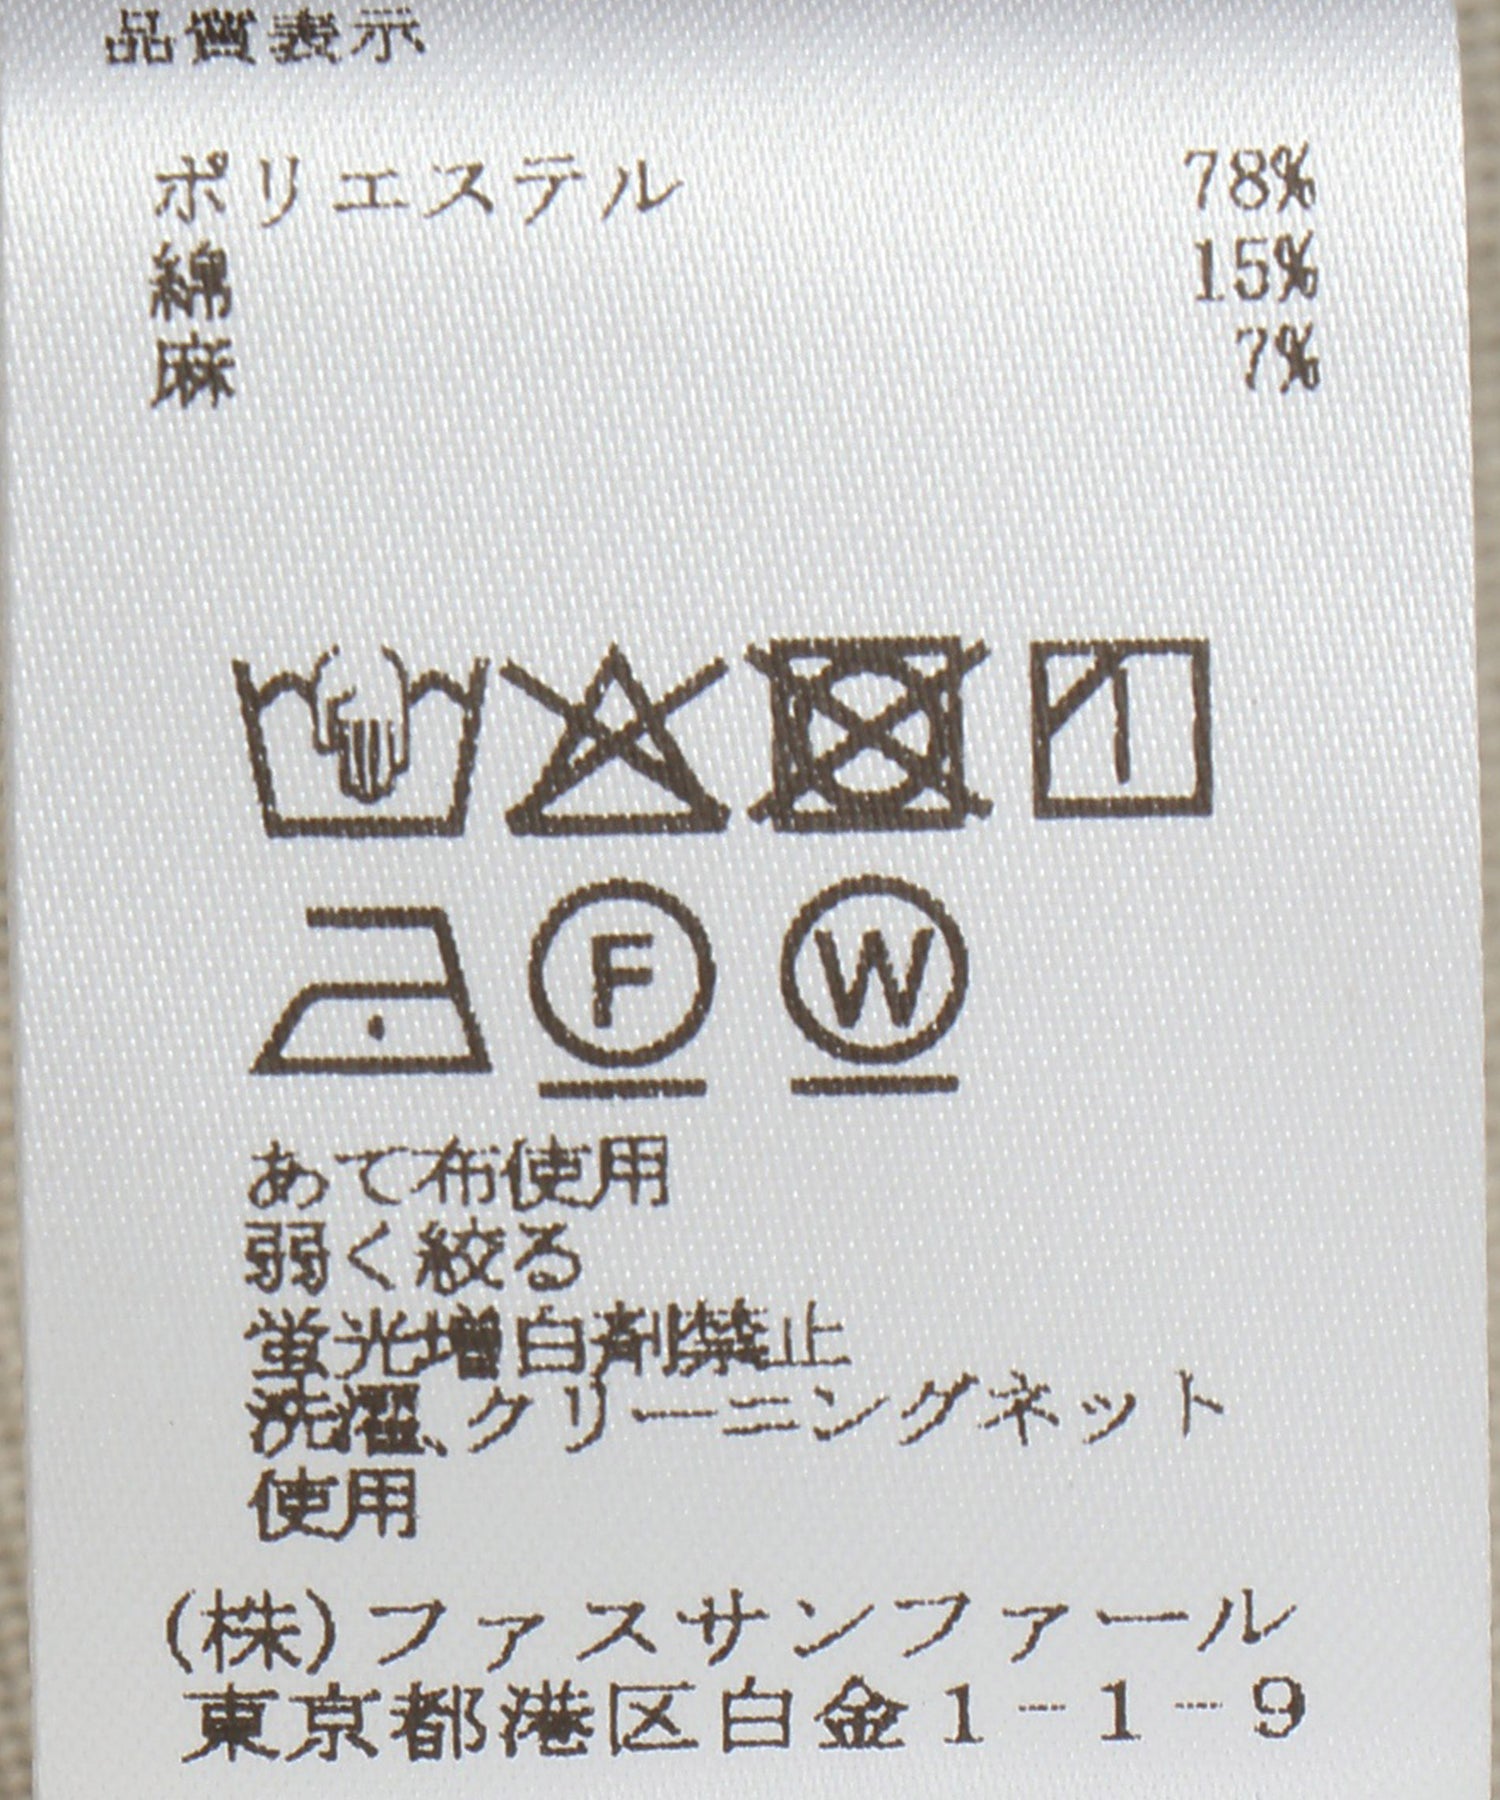 品質表示
ポリエステル 78%
綿 15%
麻 7%
F W
あて布使用
弱く絞る
蛍光増白剤禁止
洗濯、クリーニングネット
使用
(株)ファスサンファール
東京都港区白金1-1-9